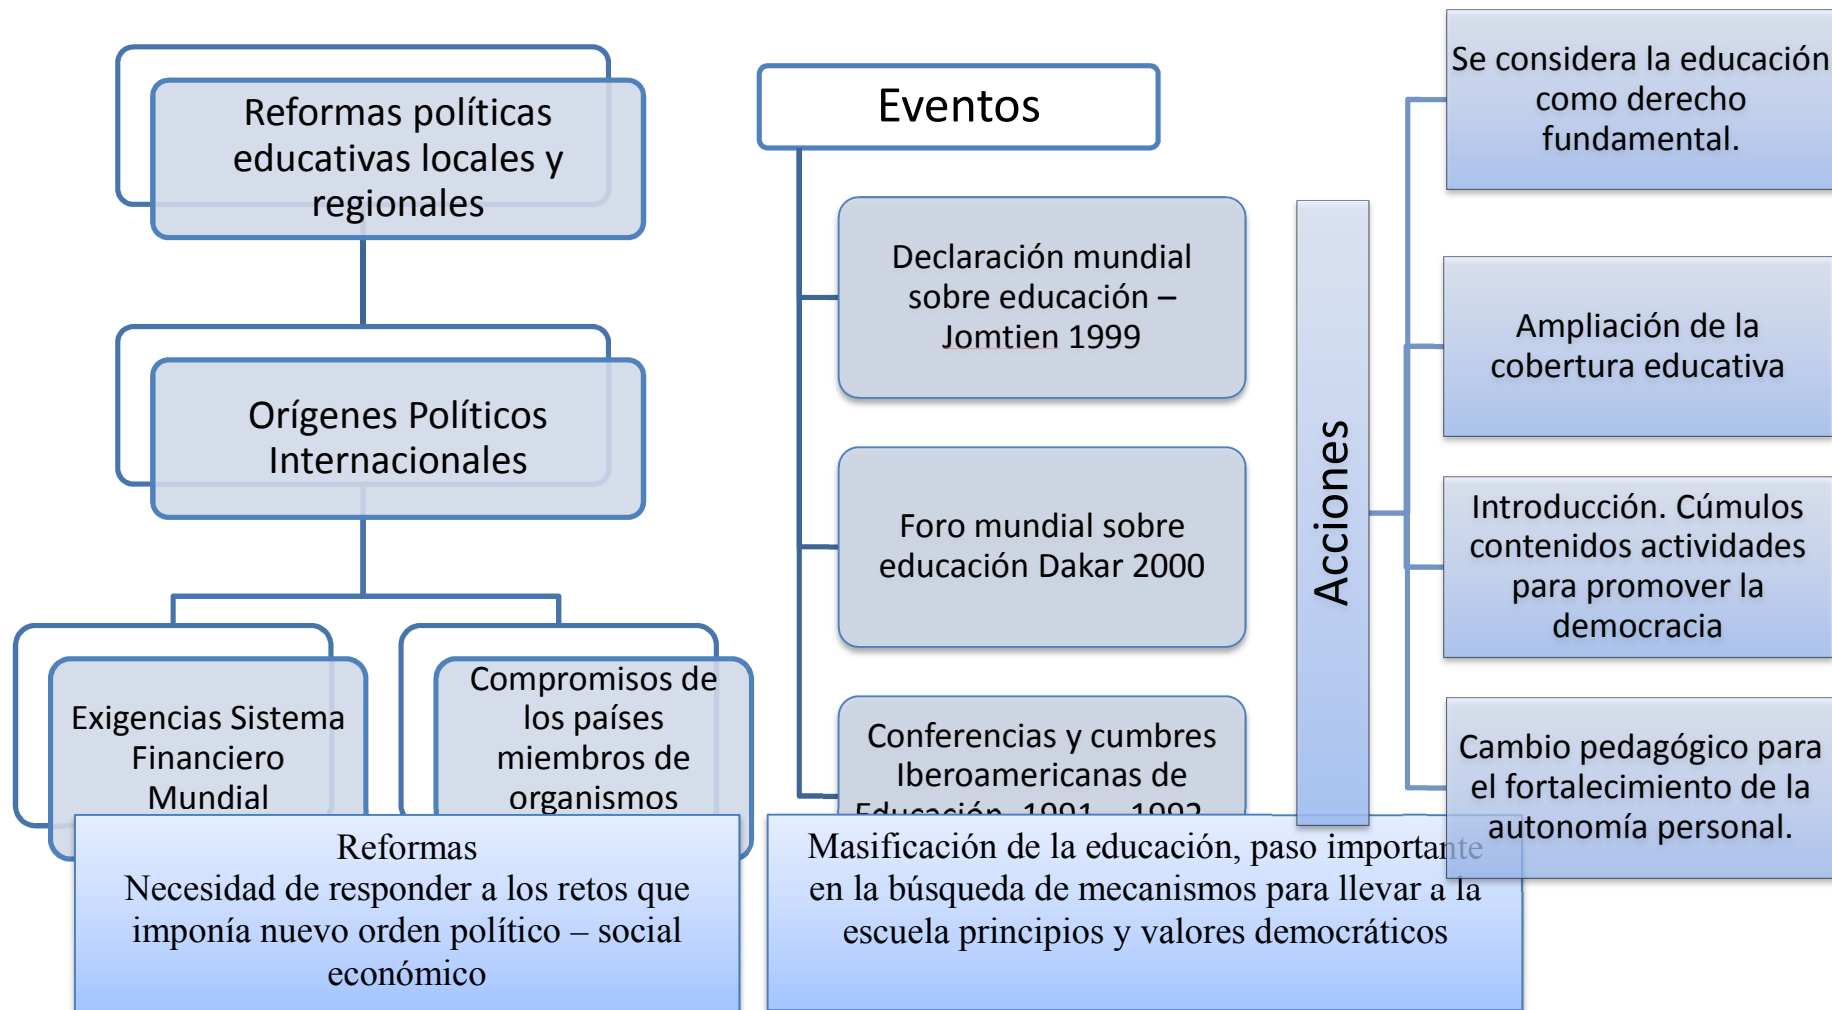 Reformas políticas
educativas locales y
regionales
Orígenes Políticos
Internacionales
Exigencias Sistema
Financiero
Mundial
Compromisos de
los países
miembros de
organismos
Reformas
Necesidad de responder a los retos que
imponía nuevo orden político – social
económico
Eventos
Declaración mundial
sobre educación –
Jomtien 1999
Foro mundial sobre
educación Dakar 2000
Conferencias y cumbres
Iberoamericanas de
Educación 1991 – 1992
Masificación de la educación, paso importante
en la búsqueda de mecanismos para llevar a la
escuela principios y valores democráticos
Acciones
Se considera la educación
como derecho
fundamental.
Ampliación de la
cobertura educativa
Introducción. Cúmulos
contenidos actividades
para promover la
democracia
Cambio pedagógico para
el fortalecimiento de la
autonomía personal.